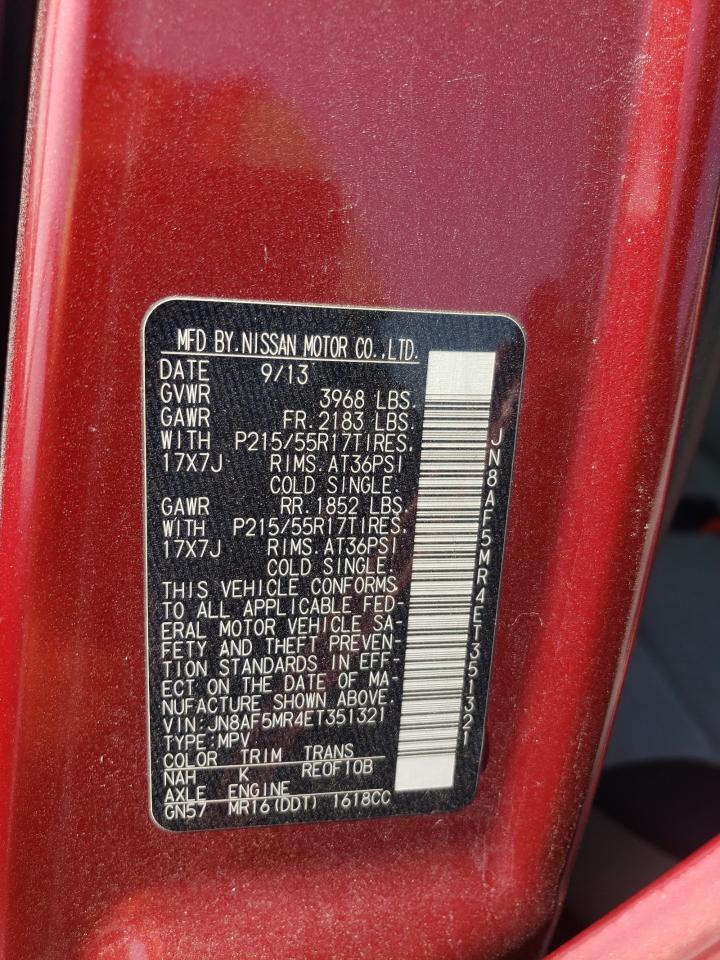 MFD BY.NISSAN MOTOR CO.,LTD.
DATE 9/13
GVWR 3968 LBS.
GAWR FR. 2183 LBS.
WITH P215/55R17TIRES,
17X7J RIMS. AT36PSI
COLD SINGLE.
GAWR RR. 1852 LBS.
WITH P215/55R17TIRES,
17X7J RIMS. AT36PSI
COLD SINGLE.
THIS VEHICLE CONFORMS
TO ALL APPLICABLE FED-
ERAL MOTOR VEHICLE SA-
FETY AND THEFT PREVEN-
TION STANDARDS IN EFF-
ECT ON THE DATE OF MA-
NUFACTURE SHOWN ABOVE.
VIN:JN8AF5MR4ET351321
TYPE:MPV
COLOR TRIM TRANS
NAH K RE0F10B
AXLE ENGINE
GN57 MR16(DDT) 1618CC
JN8AF5MR4ET351321